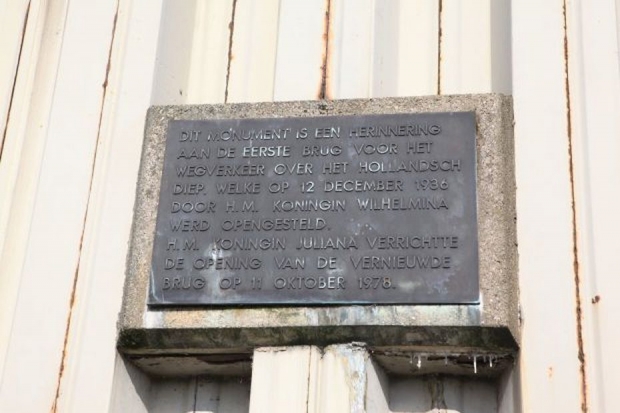 DIT MONUMENT IS EEN HERINNERING
AAN DE EERSTE BRUG VOOR HET
WEGVERKEER OVER HET HOLLANDSCH
DIEP, WELKE OP 12 DECEMBER 1936
DOOR H.M. KONINGIN WILHELMINA
WERD OPENGESTELD.
H.M. KONINGIN JULIANA VERRICHTTE
DE OPENING VAN DE VERNIEUWDE
BRUG OP 11 OKTOBER 1978.